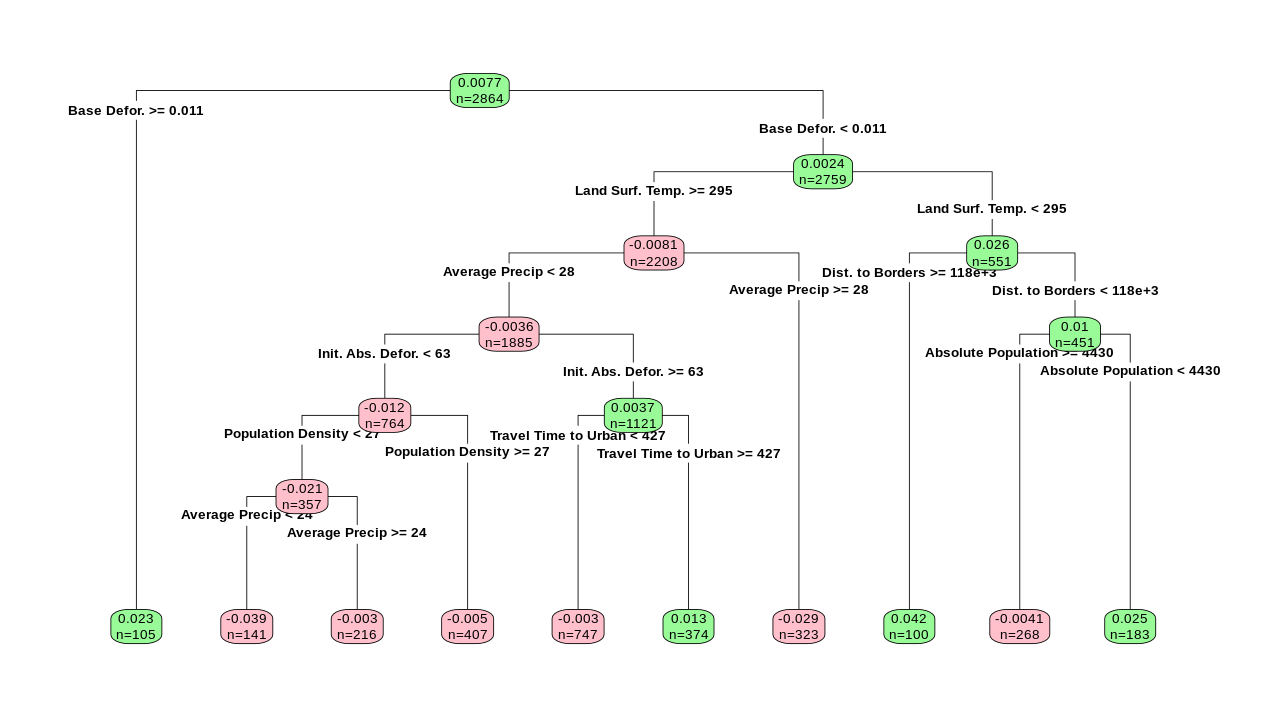 0.0077
n=2864
Base Defor. >= 0.011
Base Defor. < 0.011
0.0024
n=2759
Land Surf. Temp. >= 295
Land Surf. Temp. < 295
-0.0081
n=2208
0.026
n=551
Average Precip < 28
Average Precip >= 28
Dist. to Borders >= 118e+3
Dist. to Borders < 118e+3
-0.0036
n=1885
0.01
n=451
Init. Abs. Defor. < 63
Init. Abs. Defor. >= 63
Absolute Population >= 4430
Absolute Population < 4430
-0.012
n=764
0.0037
n=1121
Population Density < 27
Population Density >= 27
Travel Time to Urban < 427
Travel Time to Urban >= 427
-0.021
n=357
Average Precip < 24
Average Precip >= 24
0.023
n=105
-0.039
n=141
-0.003
n=216
-0.005
n=407
-0.003
n=747
0.013
n=374
-0.029
n=323
0.042
n=100
-0.0041
n=268
0.025
n=183